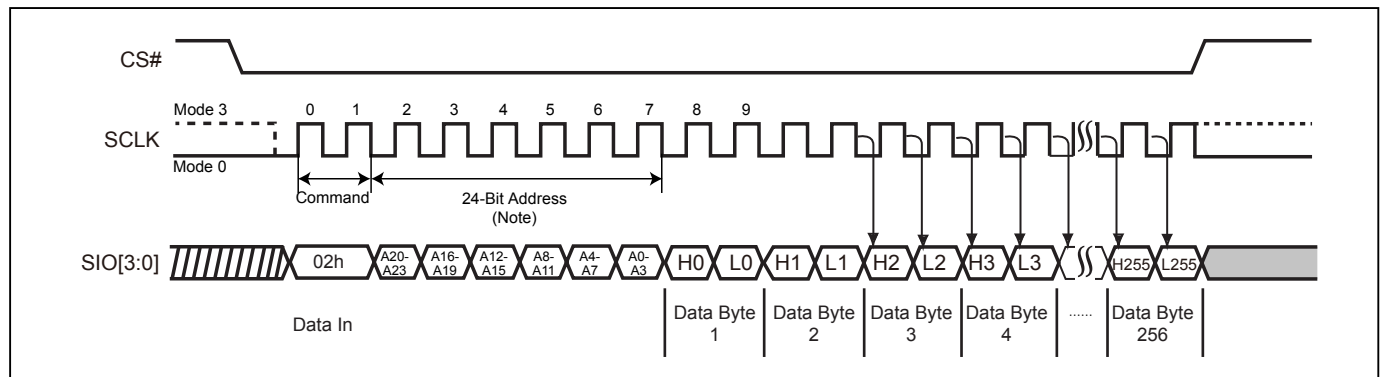 CS#
Mode 3
0 1 2 3 4 5 6 7 8 9
SCLK
Mode 0
Command
24-Bit Address
(Note)
SIO[3:0]
02h
A20-
A23
A16-
A19
A12-
A15
A8-
A11
A4-
A7
A0-
A3
H0 L0 H1 L1 H2 L2 H3 L3 H255 L255
Data In
Data Byte
1
Data Byte
2
Data Byte
3
Data Byte
4
......
Data Byte
256